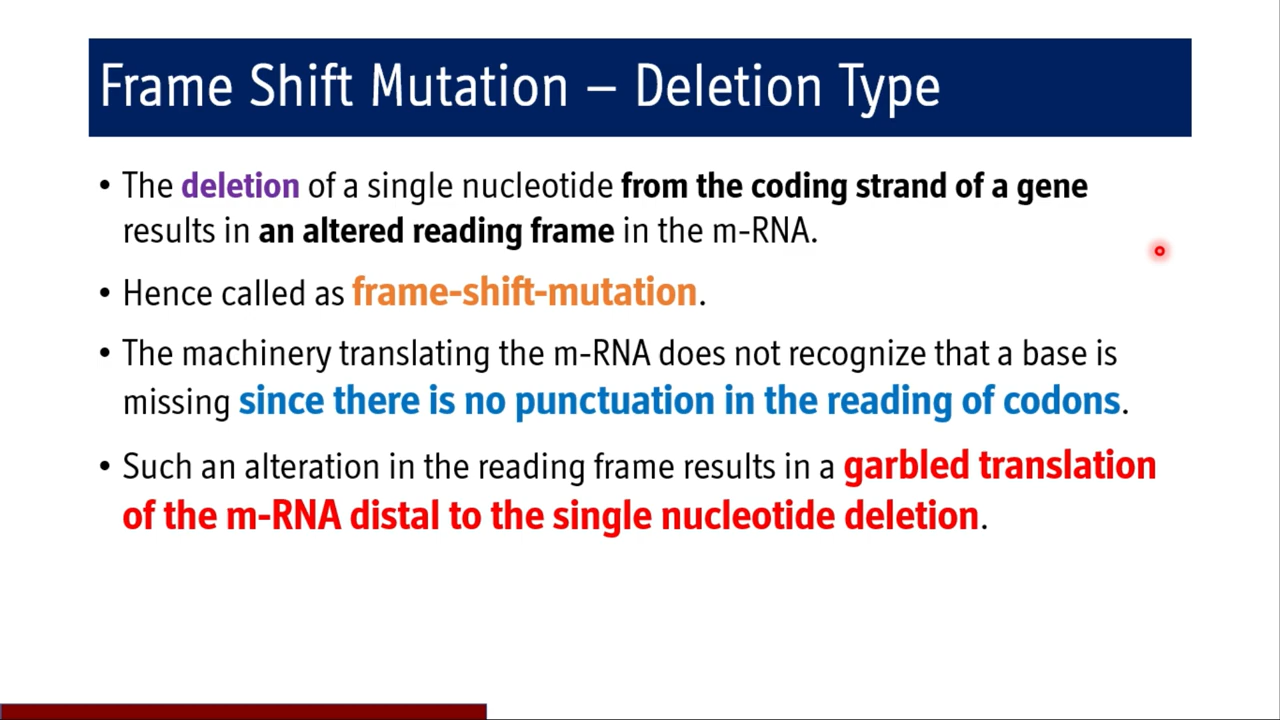 Frame Shift Mutation – Deletion Type
• The deletion of a single nucleotide from the coding strand of a gene
results in an altered reading frame in the m-RNA.
• Hence called as frame-shift-mutation.
• The machinery translating the m-RNA does not recognize that a base is
missing since there is no punctuation in the reading of codons.
• Such an alteration in the reading frame results in a garbled translation
of the m-RNA distal to the single nucleotide deletion.